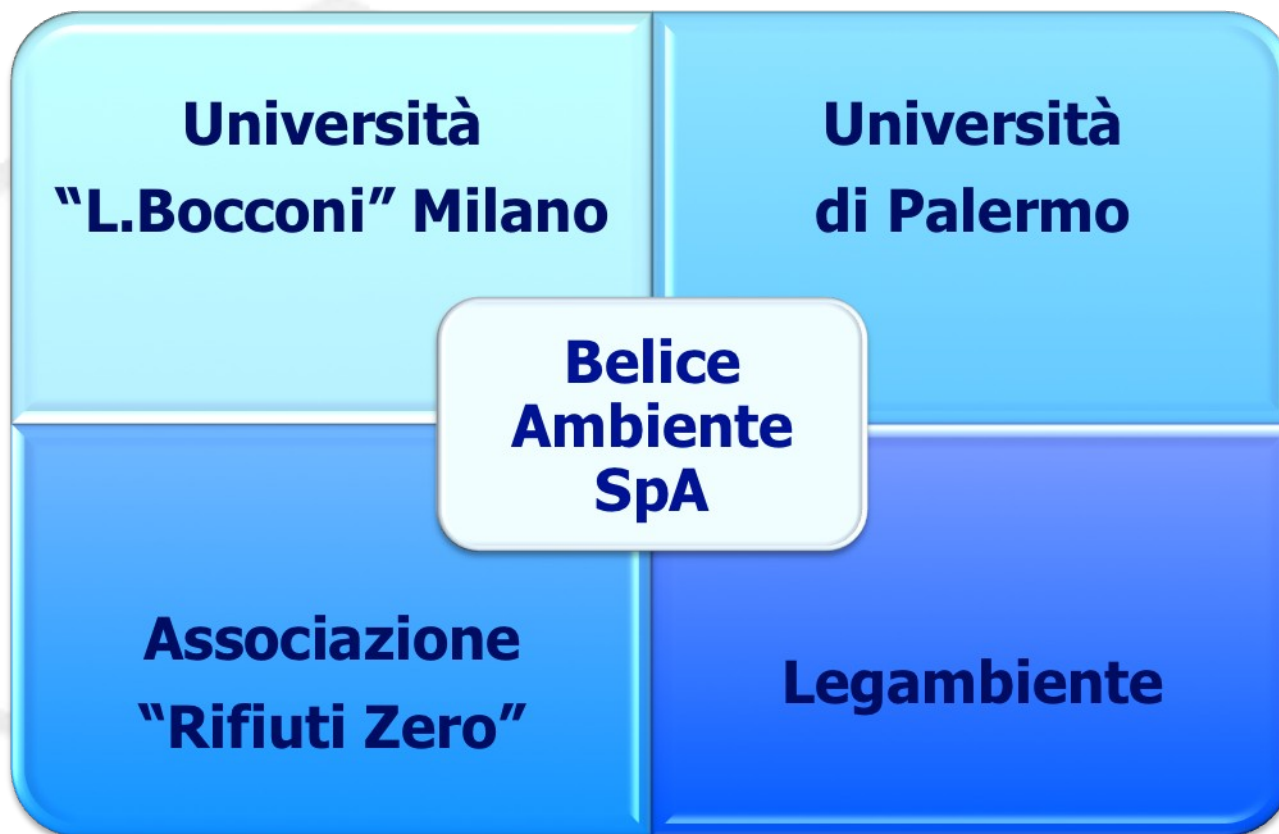 Università
“L.Bocconi” Milano
Università
di Palermo
Belice
Ambiente
SpA
Associazione
“Rifiuti Zero”
Legambiente